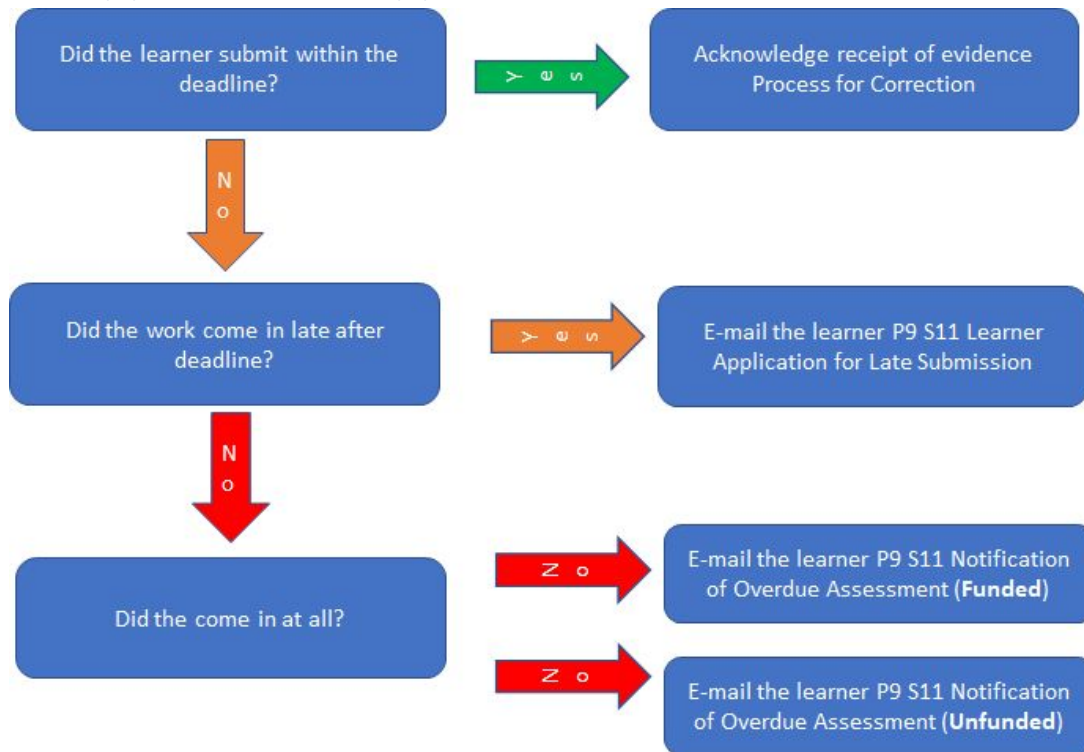 Did the learner submit within the
deadline?
Yes
Acknowledge receipt of evidence
Process for Correction
No
Did the work come in late after
deadline?
Yes
E-mail the learner P9 S11 Learner
Application for Late Submission
No
Did the come in at all?
No
E-mail the learner P9 S11 Notification
of Overdue Assessment (Funded)
No
E-mail the learner P9 S11 Notification
of Overdue Assessment (Unfunded)